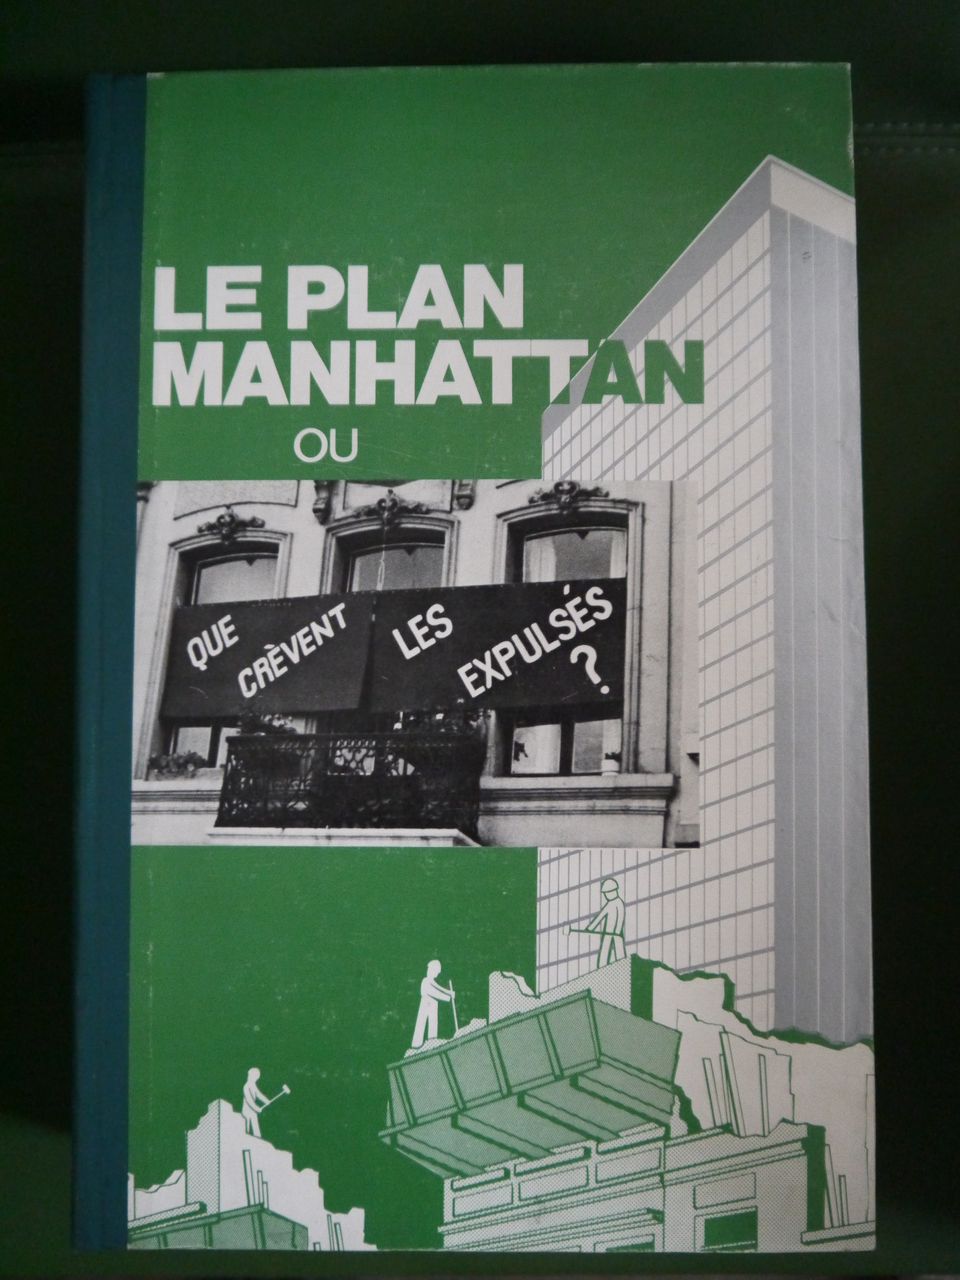 LE PLAN
MANHATTAN
OU
QUE CRÈVENT LES EXPULSÉS ?